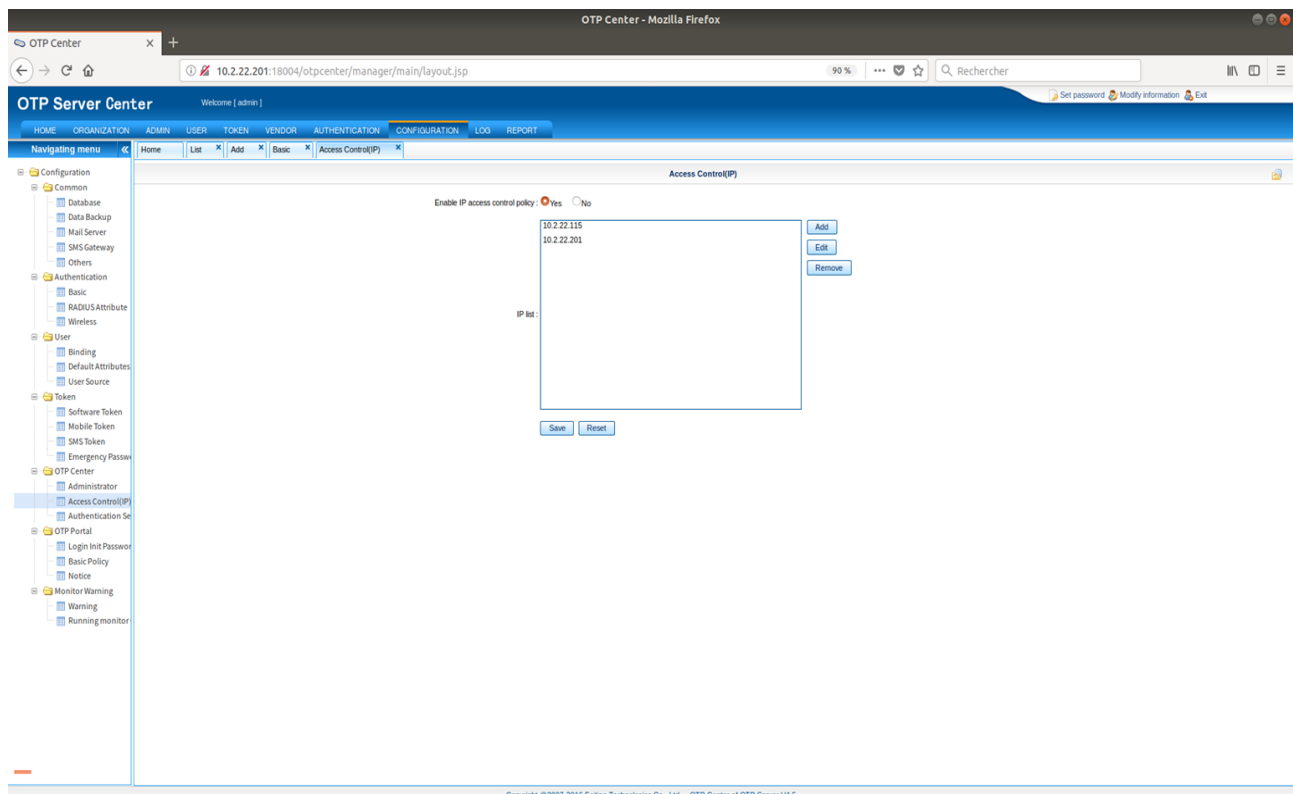 OTP Center - Mozilla Firefox
OTP Center
10.2.22.201:18004/otpcenter/manager/main/layout.jsp
90 %
Rechercher
OTP Server Center
Welcome [ admin ]
Set password Modify information Exit
HOME ORGANIZATION ADMIN USER TOKEN VENDOR AUTHENTICATION CONFIGURATION LOG REPORT
Navigating menu
Home List Add Basic Access Control(IP)
Access Control(IP)
Configuration
Common
Database
Data Backup
Mail Server
SMS Gateway
Others
Authentication
Basic
RADIUS Attribute
Wireless
User
Binding
Default Attributes
User Source
Token
Software Token
Mobile Token
SMS Token
Emergency Passw
OTP Center
Administrator
Access Control(IP)
Authentication Se
OTP Portal
Login Init Passwor
Basic Policy
Notice
Monitor Warning
Warning
Running monitor
Enable IP access control policy : Yes No
IP list :
10.2.22.115
10.2.22.201
Add
Edit
Remove
Save Reset